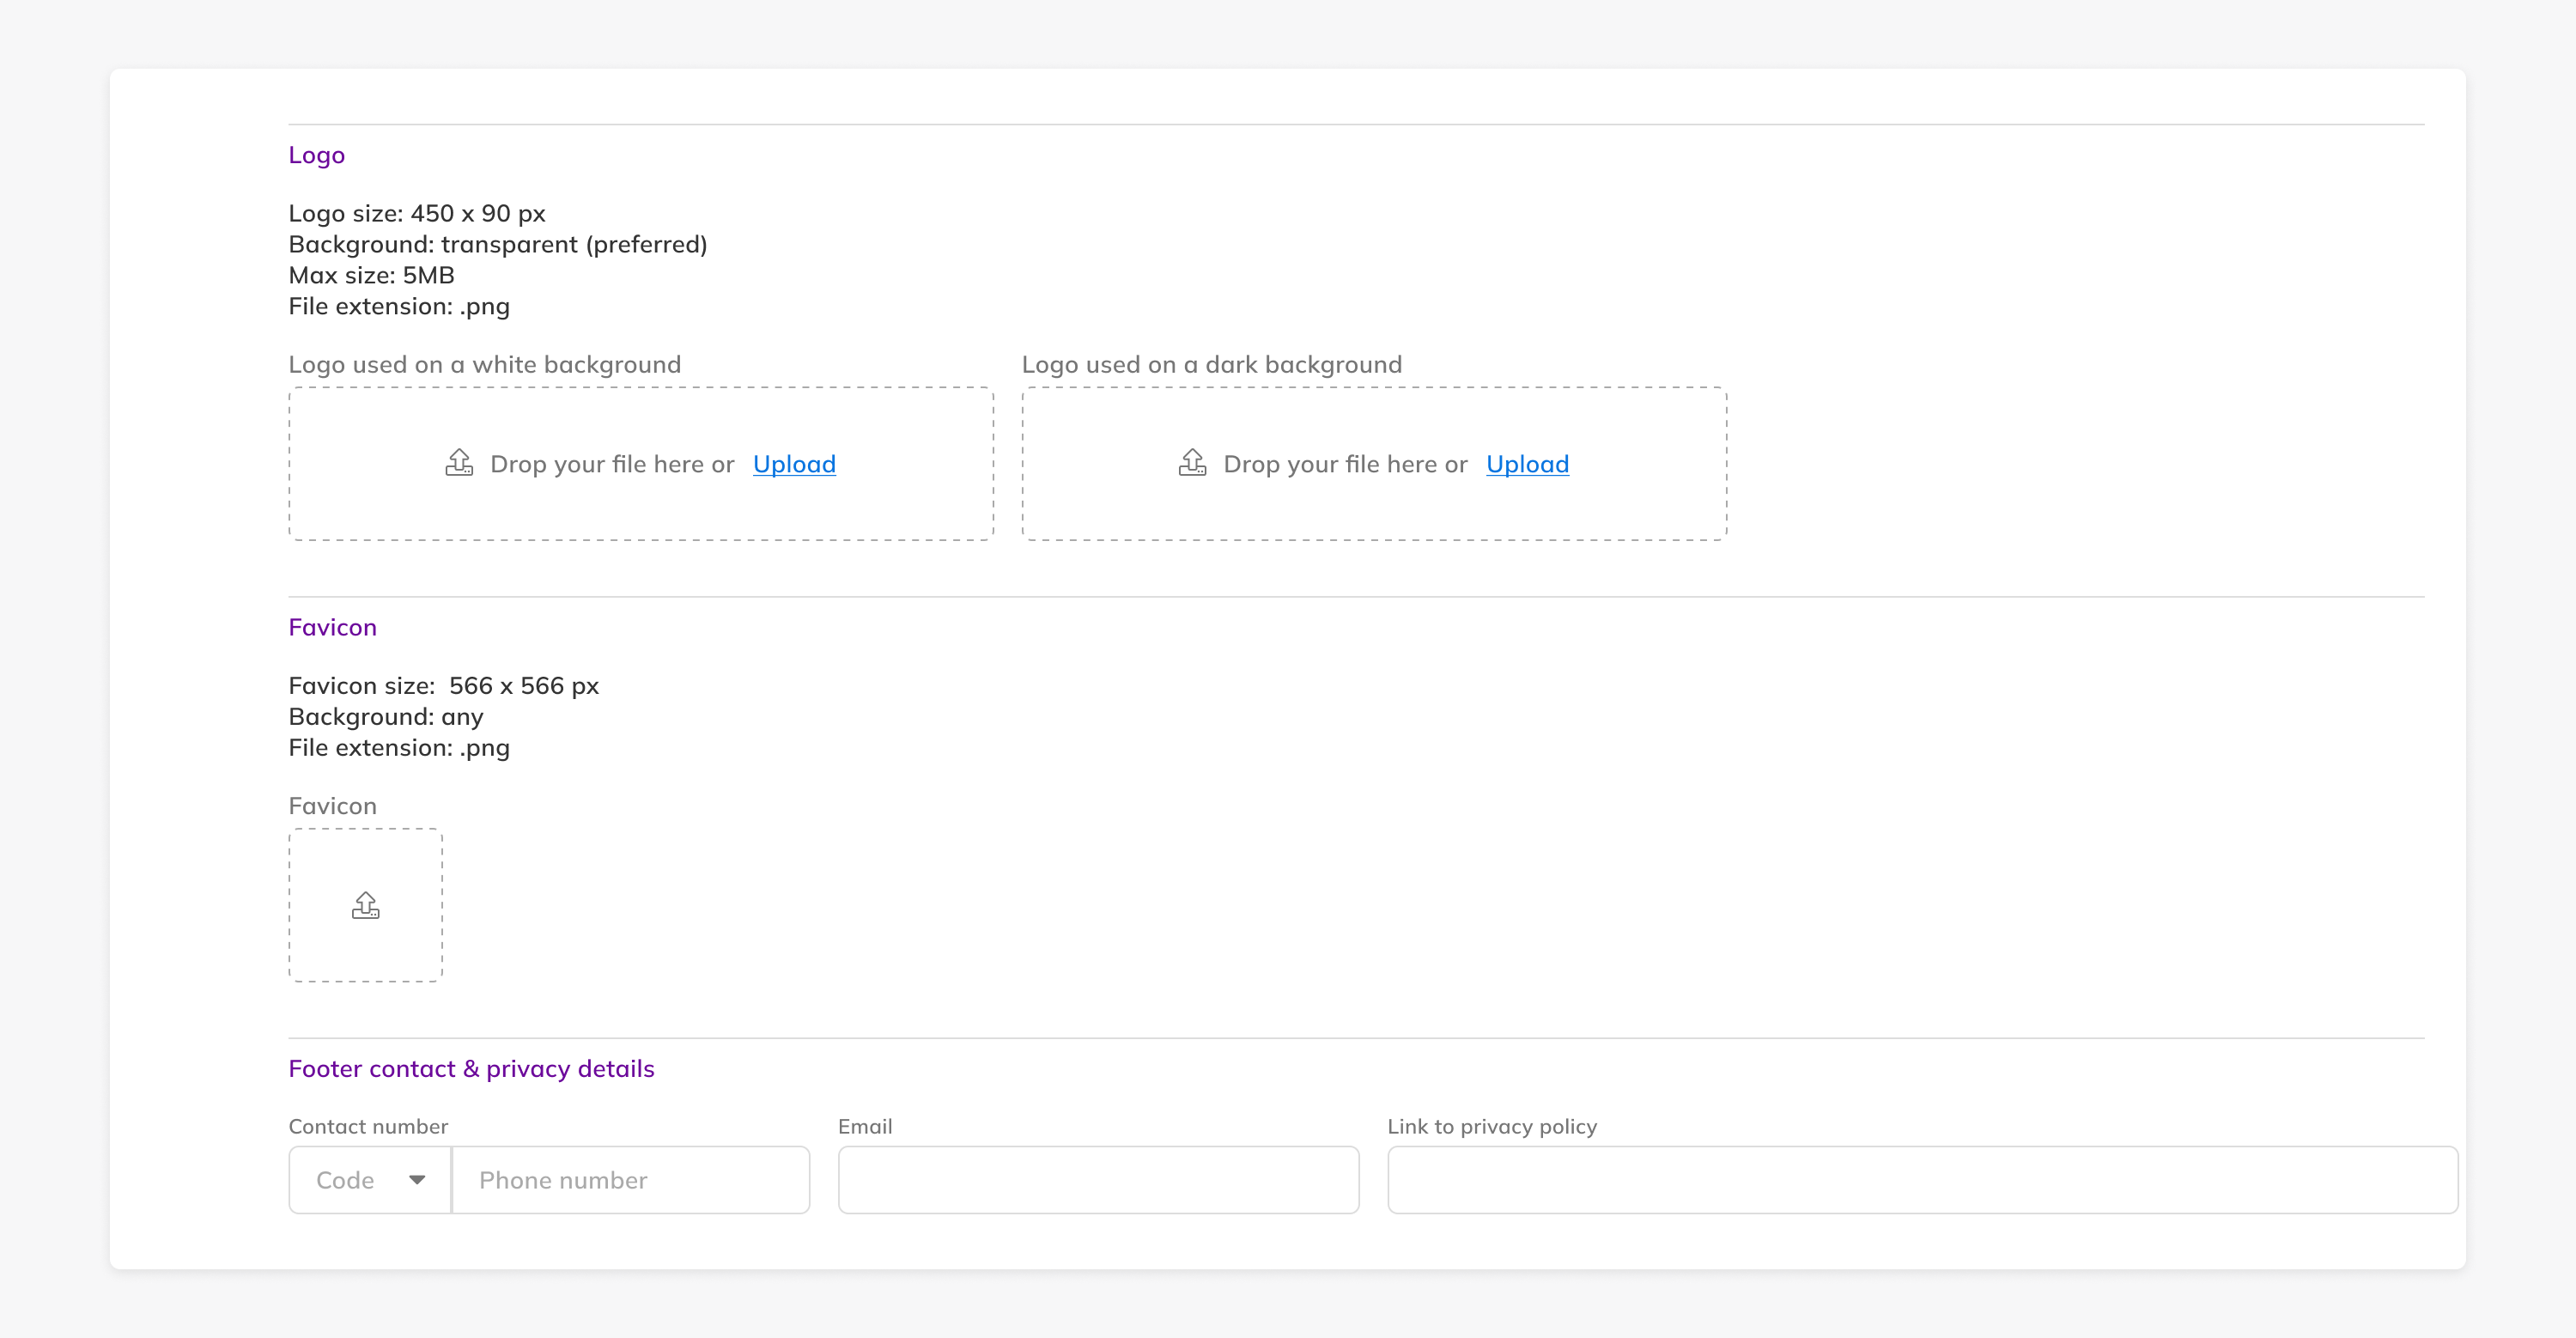 Logo
Logo size: 450 x 90 px
Background: transparent (preferred)
Max size: 5MB
File extension: .png
Logo used on a white background
Logo used on a dark background
Drop your file here or Upload
Drop your file here or Upload
Favicon
Favicon size:  566 x 566 px
Background: any
File extension: .png
Favicon
Footer contact & privacy details
Contact number
Email
Link to privacy policy
Code
Phone number